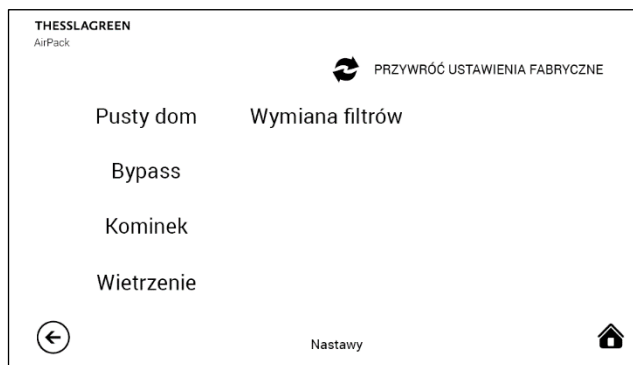 THESSLAGREEN
AirPack
PRZYWRÓĆ USTAWIENIA FABRYCZNE
Pusty dom Wymiana filtrów
Bypass
Kominek
Wietrzenie
Nastawy